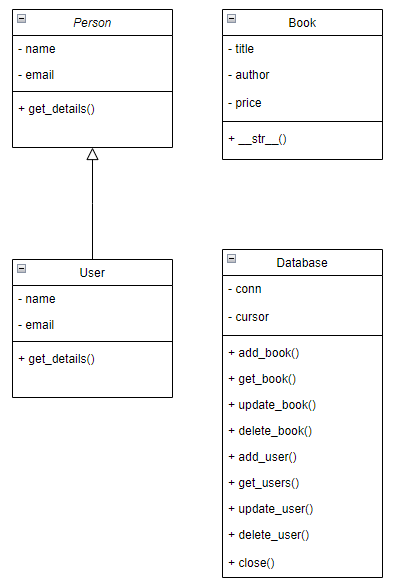 Person
- name
- email
+ get_details()
Book
- title
- author
- price
+ __str__()
User
- name
- email
+ get_details()
Database
- conn
- cursor
+ add_book()
+ get_book()
+ update_book()
+ delete_book()
+ add_user()
+ get_users()
+ update_user()
+ delete_user()
+ close()